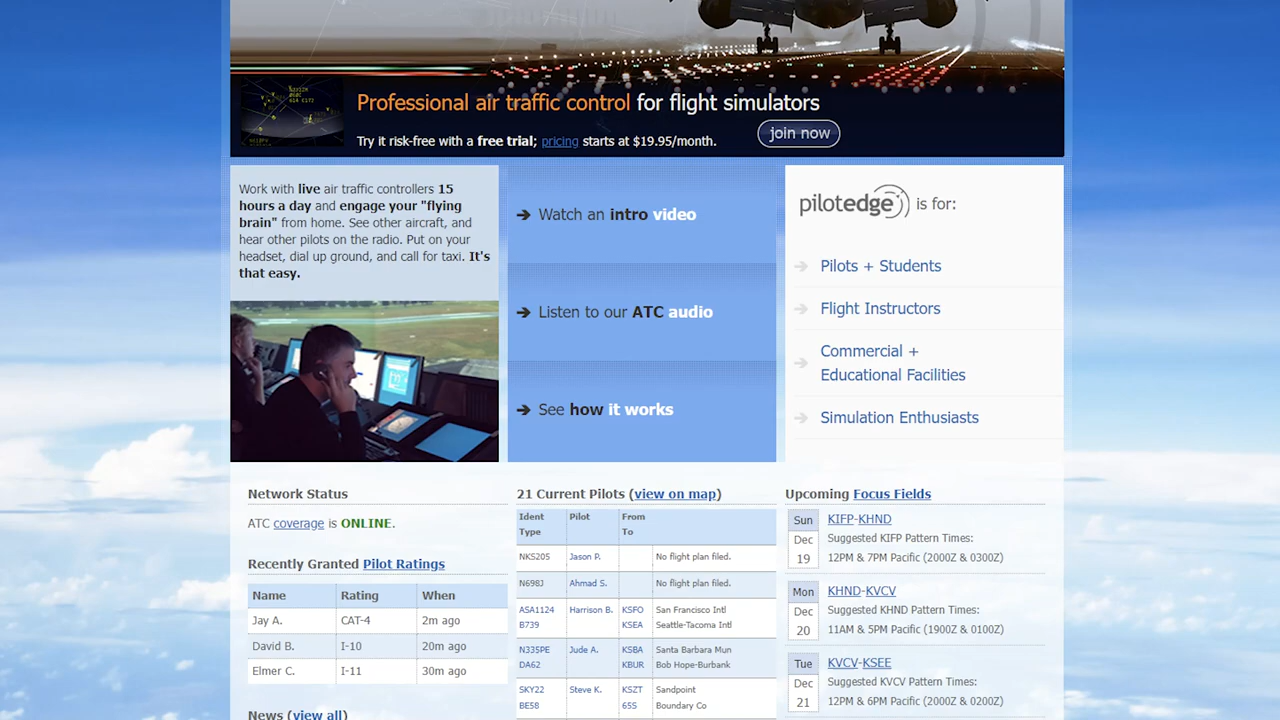 Professional air traffic control for flight simulators
Try it risk-free with a free trial; pricing starts at $19.95/month.
join now
Work with live air traffic controllers 15
hours a day and engage your "flying
brain" from home. See other aircraft, and
hear other pilots on the radio. Put on your
headset, dial up ground, and call for taxi. It's
that easy.
Watch an intro video
Listen to our ATC audio
See how it works
pilotedge is for:
Pilots + Students
Flight Instructors
Commercial +
Educational Facilities
Simulation Enthusiasts
Network Status
ATC coverage is ONLINE.
Recently Granted Pilot Ratings
Name Rating When
Jay A. CAT-4 2m ago
David B. I-10 20m ago
Elmer C. I-11 30m ago
News (view all)
21 Current Pilots (view on map)
Ident Pilot From
Type To
NKS205 Jason P. No flight plan filed.
N698J Ahmad S. No flight plan filed.
ASA1124 Harrison B. KSFO San Francisco Intl
B739 KSEA Seattle-Tacoma Intl
N335PE Jude A. KSBA Santa Barbara Mun
DA62 KBUR Bob Hope-Burbank
SKY22 Steve K. KSZT Sandpoint
BE58 65S Boundary Co
Upcoming Focus Fields
Sun
Dec
19
KIFP-KHND
Suggested KIFP Pattern Times:
12PM & 7PM Pacific (2000Z & 0300Z)
Mon
Dec
20
KHND-KVCV
Suggested KHND Pattern Times:
11AM & 5PM Pacific (1900Z & 0100Z)
Tue
Dec
21
KVCV-KSEE
Suggested KVCV Pattern Times:
12PM & 6PM Pacific (2000Z & 0200Z)